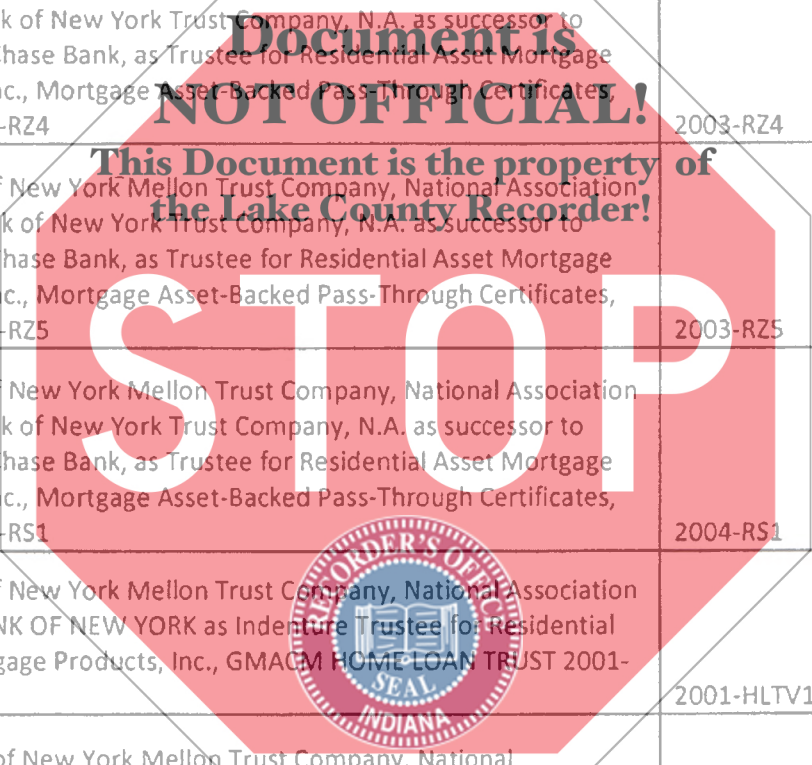 k of New York Trust Company, N.A. as successor to
Document is
Chase Bank, as Trustee for Residential Asset Mortgage
nc., Mortgage Asset-Backed Pass-Through Certificates,
NOT OFFICIAL!
-RZ4 2003-RZ4
This Document is the property of
f New York Mellon Trust Company, National Association
the Lake County Recorder!
k of New York Trust Company, N.A. as successor to
hase Bank, as Trustee for Residential Asset Mortgage
nc., Mortgage Asset-Backed Pass-Through Certificates,
-RZ5 2003-RZ5
STOP
f New York Mellon Trust Company, National Association
k of New York Trust Company, N.A. as successor to
hase Bank, as Trustee for Residential Asset Mortgage
nc., Mortgage Asset-Backed Pass-Through Certificates,
-RS1 2004-RS1
RECORDER'S OFFICE
f New York Mellon Trust Company, National Association
NK OF NEW YORK as Indenture Trustee for Residential
gage Products, Inc., GMACM HOME LOAN TRUST 2001-
2001-HLTV1
SEAL
INDIANA
of New York Mellon Trust Company, National